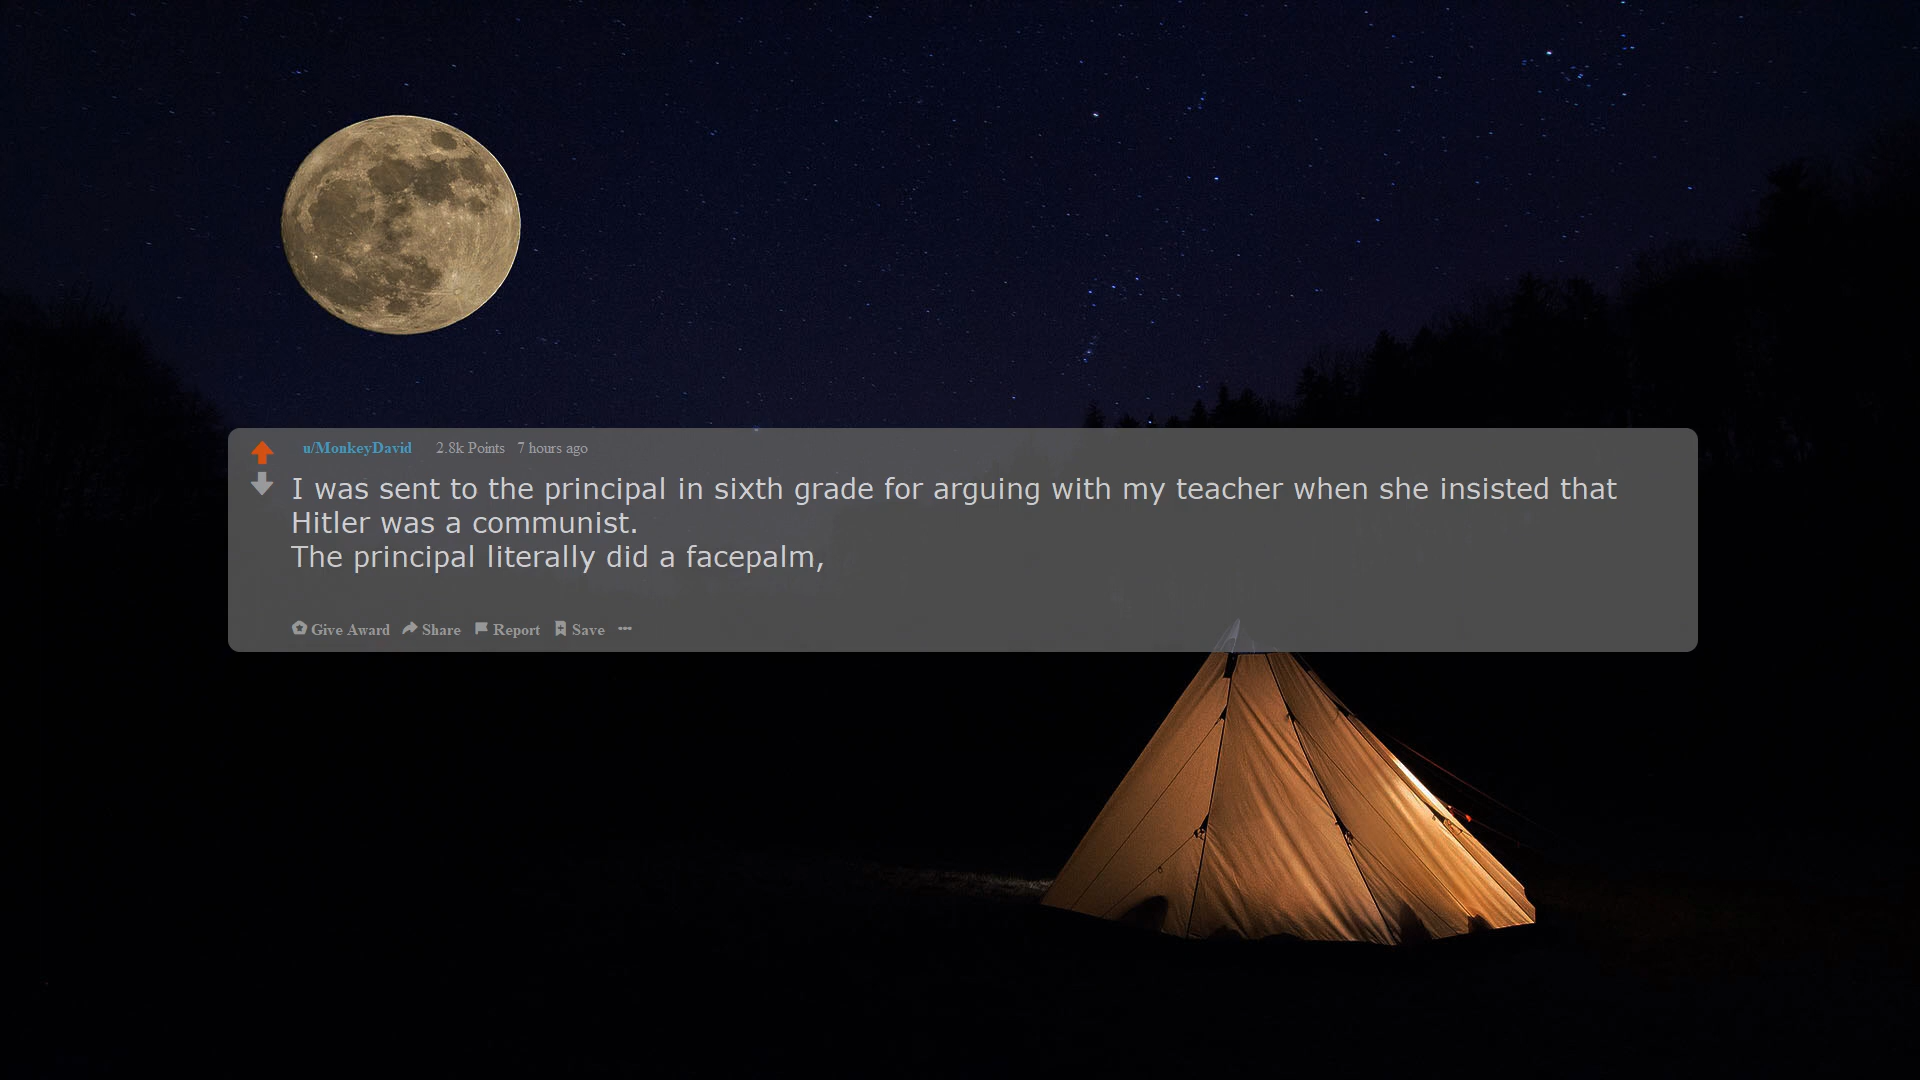 u/MonkeyDavid 2.8k Points 7 hours ago
I was sent to the principal in sixth grade for arguing with my teacher when she insisted that
Hitler was a communist.
The principal literally did a facepalm,
Give Award Share Report Save